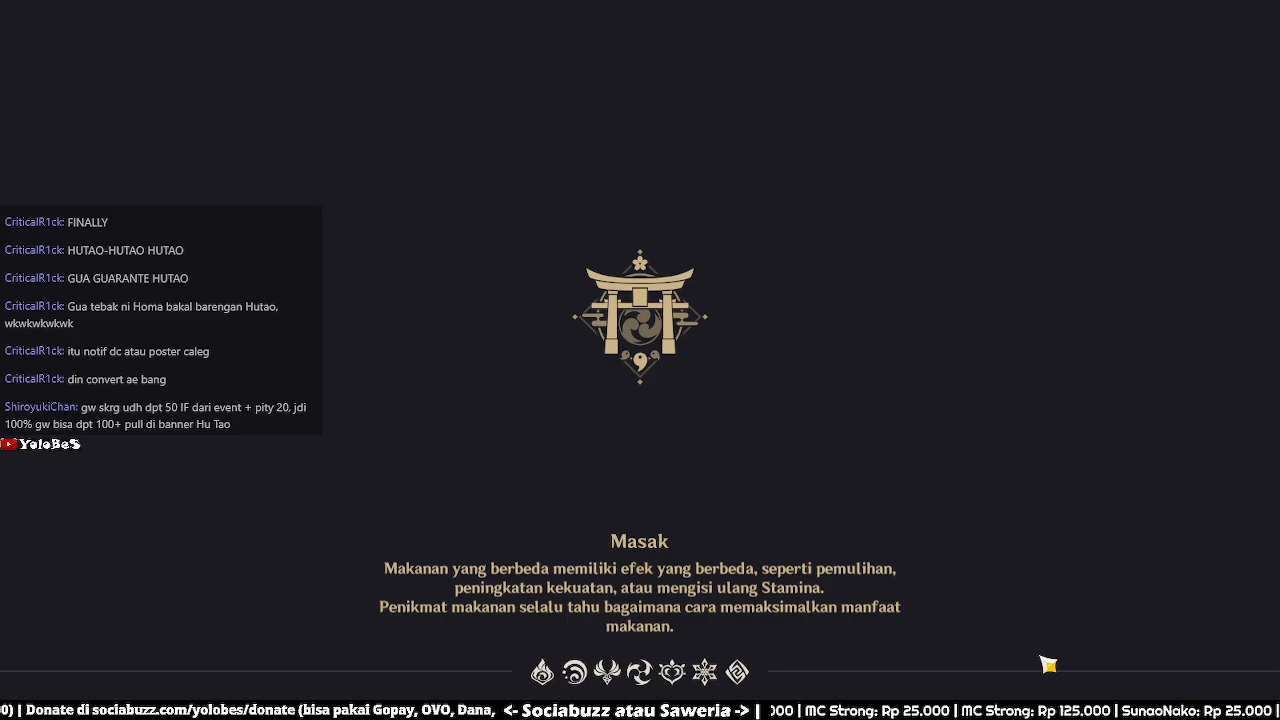 CriticalR1ck: FINALLY
CriticalR1ck: HUTAO-HUTAO HUTAO
CriticalR1ck: GUA GUARANTE HUTAO
CriticalR1ck: Gua tebak ni Homa bakal barengan Hutao,
wkwkwkwkwk
CriticalR1ck: itu notif dc atau poster caleg
CriticalR1ck: din convert ae bang
ShiroyukiChan: gw skrg udh dpt 50 IF dari event + pity 20, jdi
100% gw bisa dpt 100+ pull di banner Hu Tao
YoloBeS
Masak
Makanan yang berbeda memiliki efek yang berbeda, seperti pemulihan,
peningkatan kekuatan, atau mengisi ulang Stamina.
Penikmat makanan selalu tahu bagaimana cara memaksimalkan manfaat
makanan.
0) | Donate di sociabuzz.com/yolobes/donate (bisa pakai Gopay, OVO, Dana, <- Sociabuzz atau Saweria -> | 000 | MC Strong: Rp 25.000 | MC Strong: Rp 125.000 | SunaoNako: Rp 25.000 |